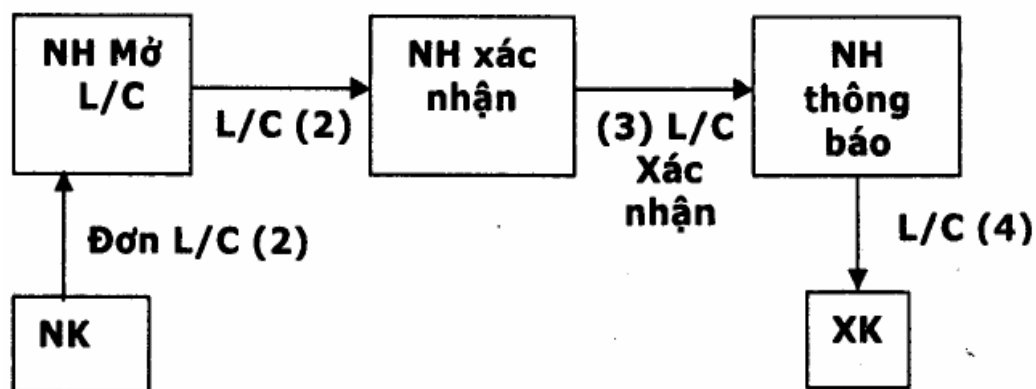 NH Mở
L/C
L/C (2)
NH xác
nhận
(3) L/C
Xác
nhận
NH
thông
báo
Đơn L/C (2)
L/C (4)
NK
XK